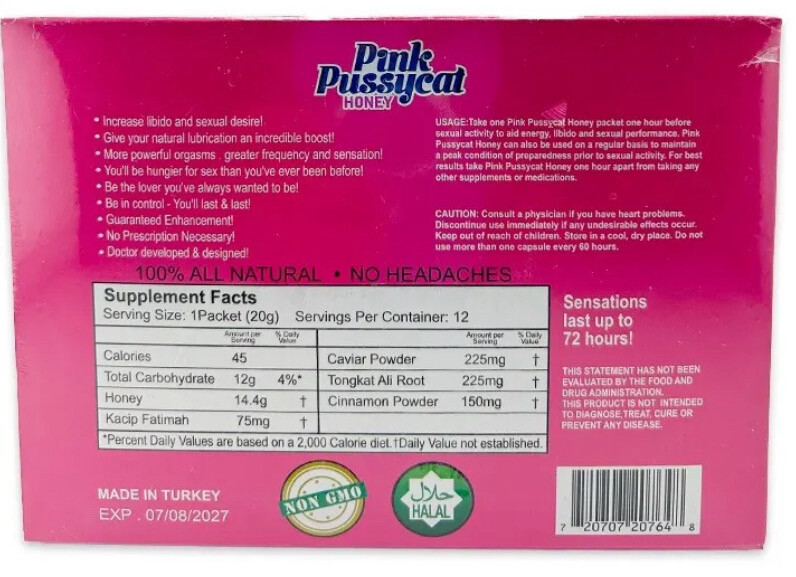 Pink
Pussycat
HONEY
• Increase libido and sexual desire!
• Give your natural lubrication an incredible boost!
• More powerful orgasms . greater frequency and sensation!
• You'll be hungier for sex than you've ever been before!
• Be the lover you've always wanted to be!
• Be in control - You'll last & last!
• Guaranteed Enhancement!
• No Prescription Necessary!
• Doctor developed & designed!
USAGE:Take one Pink Pussycat Honey packet one hour before
sexual activity to aid energy, libido and sexual performance. Pink
Pussycat Honey can also be used on a regular basis to maintain
a peak condition of preparedness prior to sexual activity. For best
results take Pink Pussycat Honey one hour apart from taking any
other supplements or medications.
CAUTION: Consult a physician if you have heart problems.
Discontinue use immediately if any undesirable effects occur.
Keep out of reach of children. Store in a cool, dry place. Do not
use more than one capsule every 60 hours.
100% ALL NATURAL • NO HEADACHES
Supplement Facts
Serving Size: 1Packet (20g) Servings Per Container: 12
Amount per Serving % Daily Value
Calories 45
Total Carbohydrate 12g 4%*
Honey 14.4g †
Kacip Fatimah 75mg †
Amount per Serving % Daily Value
Caviar Powder 225mg †
Tongkat Ali Root 225mg †
Cinnamon Powder 150mg †
*Percent Daily Values are based on a 2,000 Calorie diet.†Daily Value not established.
Sensations
last up to
72 hours!
THIS STATEMENT HAS NOT BEEN
EVALUATED BY THE FOOD AND
DRUG ADMINISTRATION.
THIS PRODUCT IS NOT INTENDED
TO DIAGNOSE,TREAT, CURE OR
PREVENT ANY DISEASE.
MADE IN TURKEY
EXP . 07/08/2027
NON GMO
حلال
HALAL
7 20707 20764 8